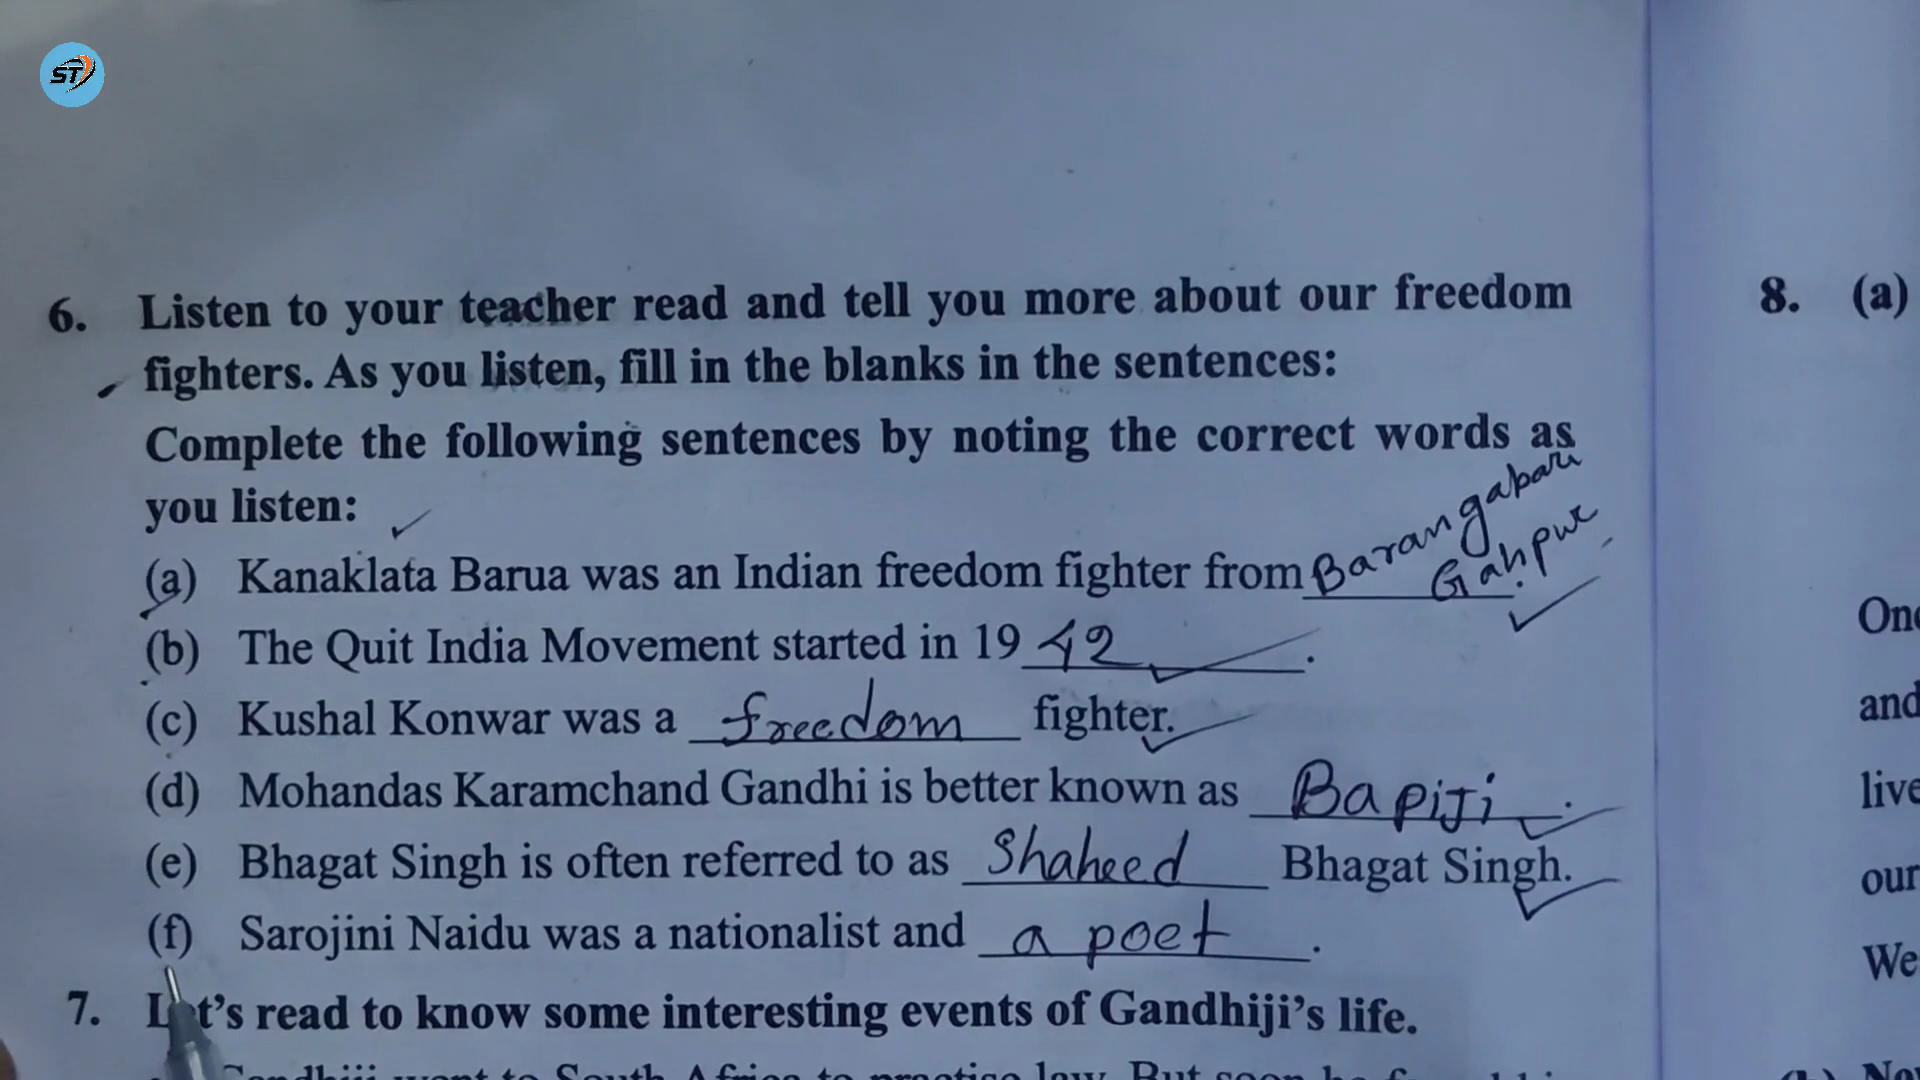 ST
6. Listen to your teacher read and tell you more about our freedom
fighters. As you listen, fill in the blanks in the sentences:
Complete the following sentences by noting the correct words as
you listen:
(a) Kanaklata Barua was an Indian freedom fighter from Barangabari
Gahpur.
(b) The Quit India Movement started in 19 42.
(c) Kushal Konwar was a freedom fighter.
(d) Mohandas Karamchand Gandhi is better known as Bapiji.
(e) Bhagat Singh is often referred to as Shaheed Bhagat Singh.
(f) Sarojini Naidu was a nationalist and a poet.
7. Let's read to know some interesting events of Gandhiji's life.
8. (a)
and
live
our
We